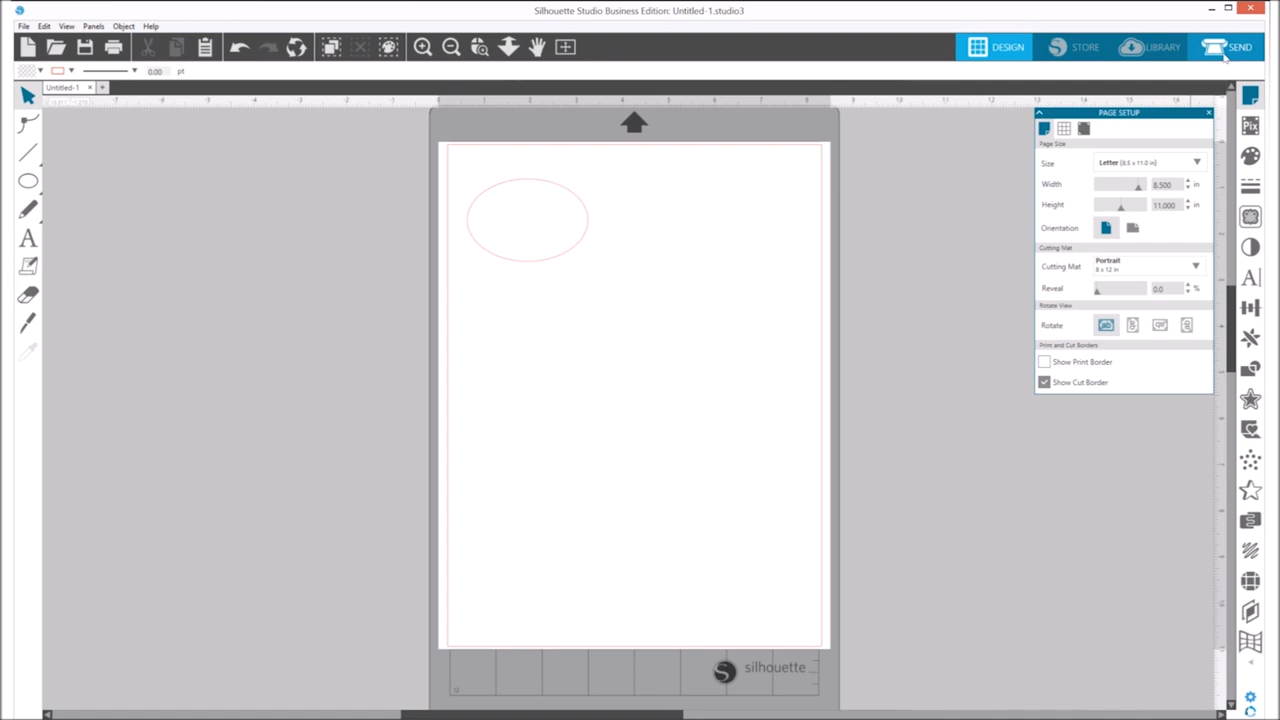 Silhouette Studio Business Edition: Untitled-1.studio3
File Edit View Panels Object Help
DESIGN STORE LIBRARY SEND
0.00 pt
Untitled-1
PAGE SETUP
Page Size
Size Letter (8.5 x 11.0 in)
Width 8.500 in
Height 11.000 in
Orientation
Cutting Mat
Cutting Mat Portrait
8 x 12 in
Reveal 0.0 %
Rotate View
Rotate
Print and Cut Borders
Show Print Border
Show Cut Border
silhouette